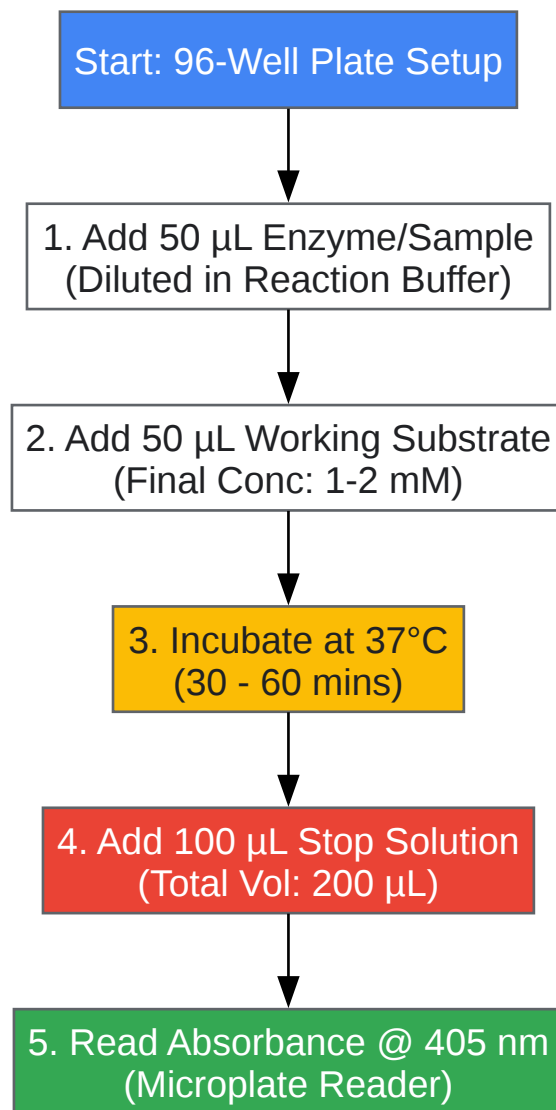 Start: 96-Well Plate Setup
1. Add 50 µL Enzyme/Sample
(Diluted in Reaction Buffer)
2. Add 50 µL Working Substrate
(Final Conc: 1-2 mM)
3. Incubate at 37°C
(30 - 60 mins)
4. Add 100 µL Stop Solution
(Total Vol: 200 µL)
5. Read Absorbance @ 405 nm
(Microplate Reader)